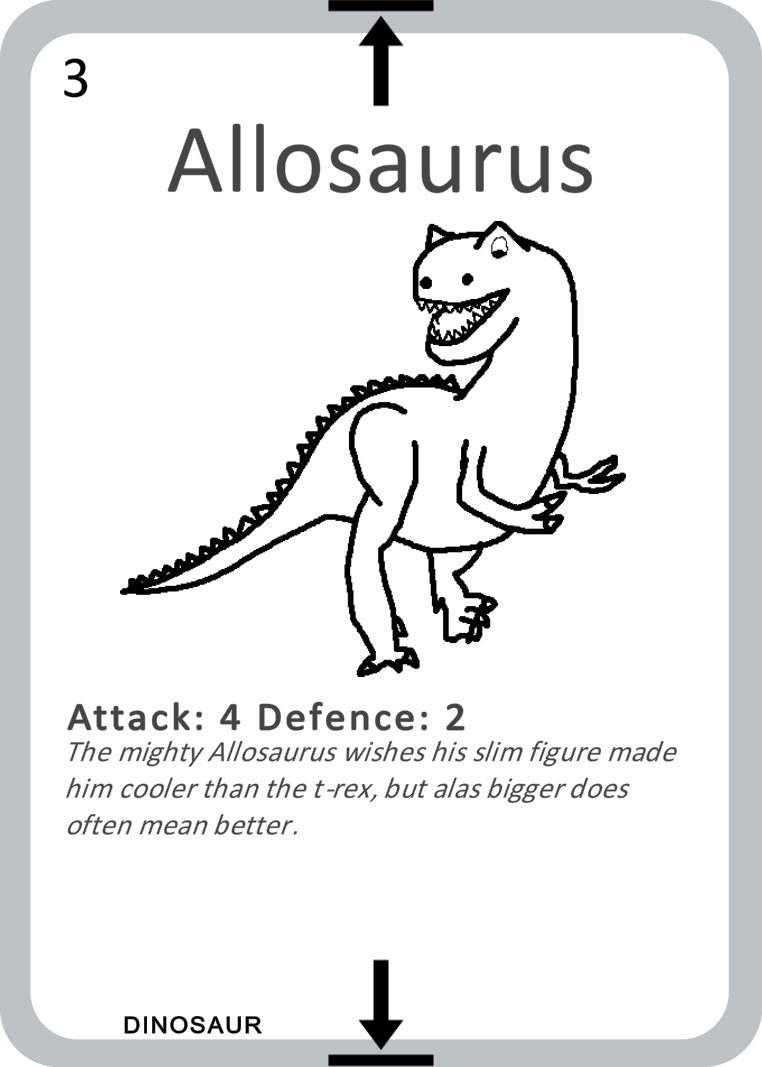 3
Allosaurus
Attack: 4 Defence: 2
The mighty Allosaurus wishes his slim figure made
him cooler than the t-rex, but alas bigger does
often mean better.
DINOSAUR